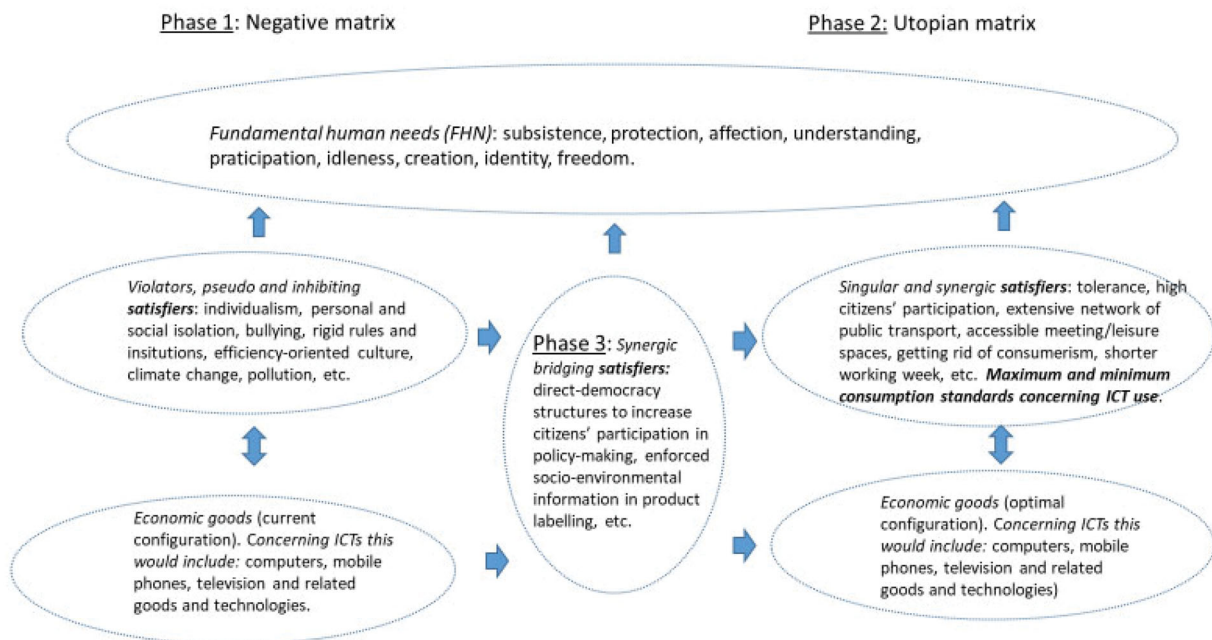 Phase 1: Negative matrix
Phase 2: Utopian matrix
Fundamental human needs (FHN): subsistence, protection, affection, understanding,
praticipation, idleness, creation, identity, freedom.
Violators, pseudo and inhibiting
satisfiers: individualism, personal and
social isolation, bullying, rigid rules and
insitutions, efficiency-oriented culture,
climate change, pollution, etc.
Phase 3: Synergic
bridging satisfiers:
direct-democracy
structures to increase
citizens’ participation in
policy-making, enforced
socio-environmental
information in product
labelling, etc.
Singular and synergic satisfiers: tolerance, high
citizens’ participation, extensive network of
public transport, accessible meeting/leisure
spaces, getting rid of consumerism, shorter
working week, etc. Maximum and minimum
consumption standards concerning ICT use.
Economic goods (current
configuration). Concerning ICTs this
would include: computers, mobile
phones, television and related
goods and technologies.
Economic goods (optimal
configuration). Concerning ICTs this
would include: computers, mobile
phones, television and related
goods and technologies)